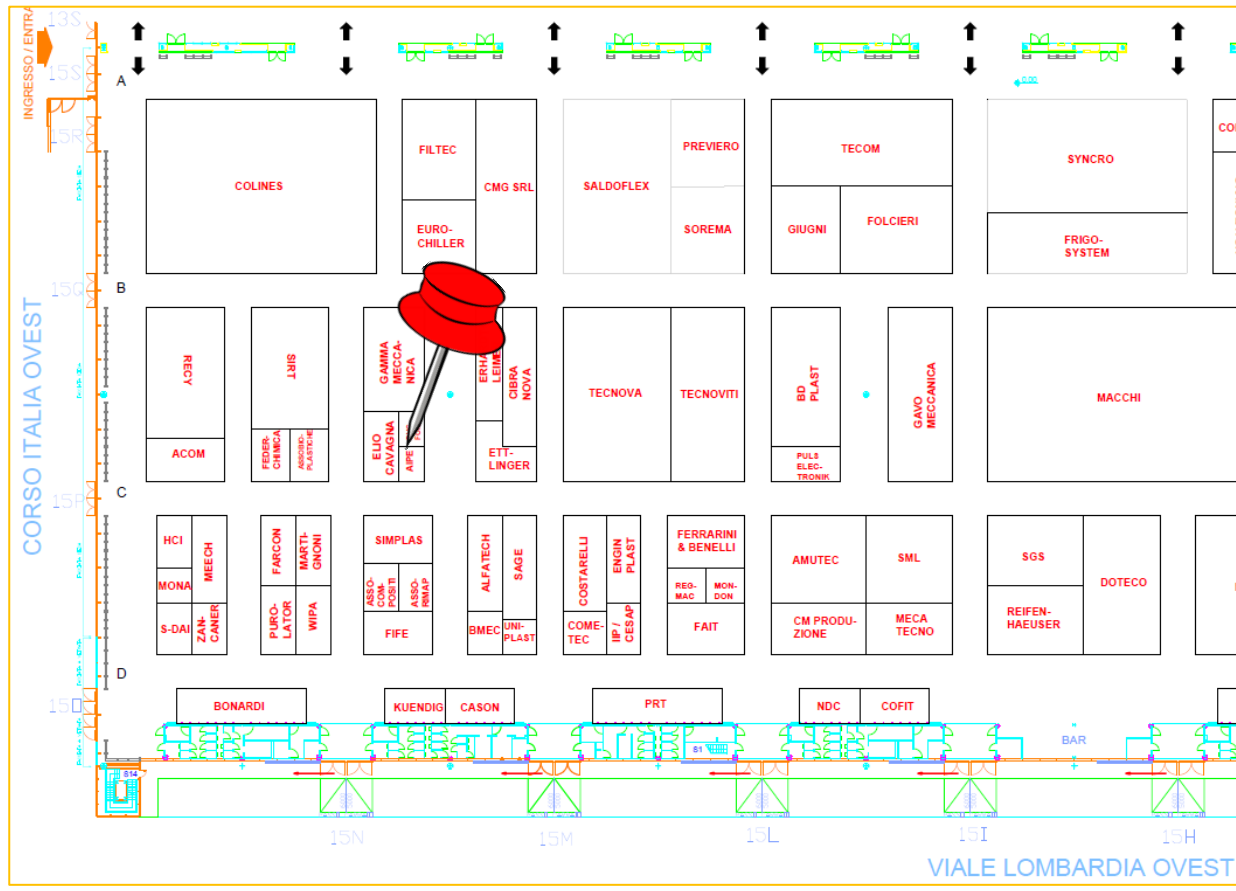 13S
INGRESSO / ENTRA
15S
A
0.00
15R
COLINES
FILTEC
CMG SRL
EURO-
CHILLER
SALDOFLEX
PREVIERO
SOREMA
TECOM
GIUGNI
FOLCIERI
SYNCRO
FRIGO-
SYSTEM
15Q
B
CORSO ITALIA OVEST
RECY
ACOM
SIRT
FEDER-
CHIMICA
ASSOBIO-
PLASTICHE
GAMMA
MECCA-
NICA
ELIO
CAVAGNA
CIBRA
NOVA
ETT-
LINGER
TECNOVA
TECNOVITI
BD
PLAST
PULS
ELEC-
TRONIK
GAVO
MECCANICA
MACCHI
15P
C
HCI
MEECH
MONA
S-DAI
ZAN-
CANER
FARCON
MARTI-
GNONI
PURO-
LATOR
WIPA
SIMPLAS
ASSO
COM-
POSITI
ASSO-
RIMAP
FIFE
ALFATECH
SAGE
BMEC
UNI-
PLAST
COSTARELLI
ENGIN
PLAST
COME-
TEC
IIP /
CESAP
FERRARINI
& BENELLI
REG-
MAC
MON-
DON
FAIT
AMUTEC
SML
CM PRODU-
ZIONE
MECA
TECNO
SGS
REIFEN-
HAEUSER
DOTECO
D
BONARDI
KUENDIG
CASON
PRT
NDC
COFIT
S1
BAR
S14
15N
15M
15L
15I
15H
VIALE LOMBARDIA OVEST